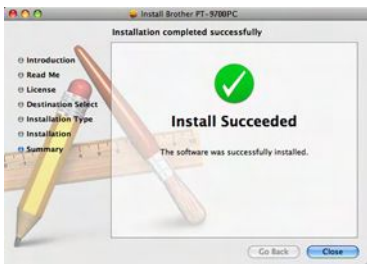 Install Brother PT-9700PC
Installation completed successfully
Introduction
Read Me
License
Destination Select
Installation Type
Installation
Summary
Install Succeeded
The software was successfully installed.
Go Back
Close